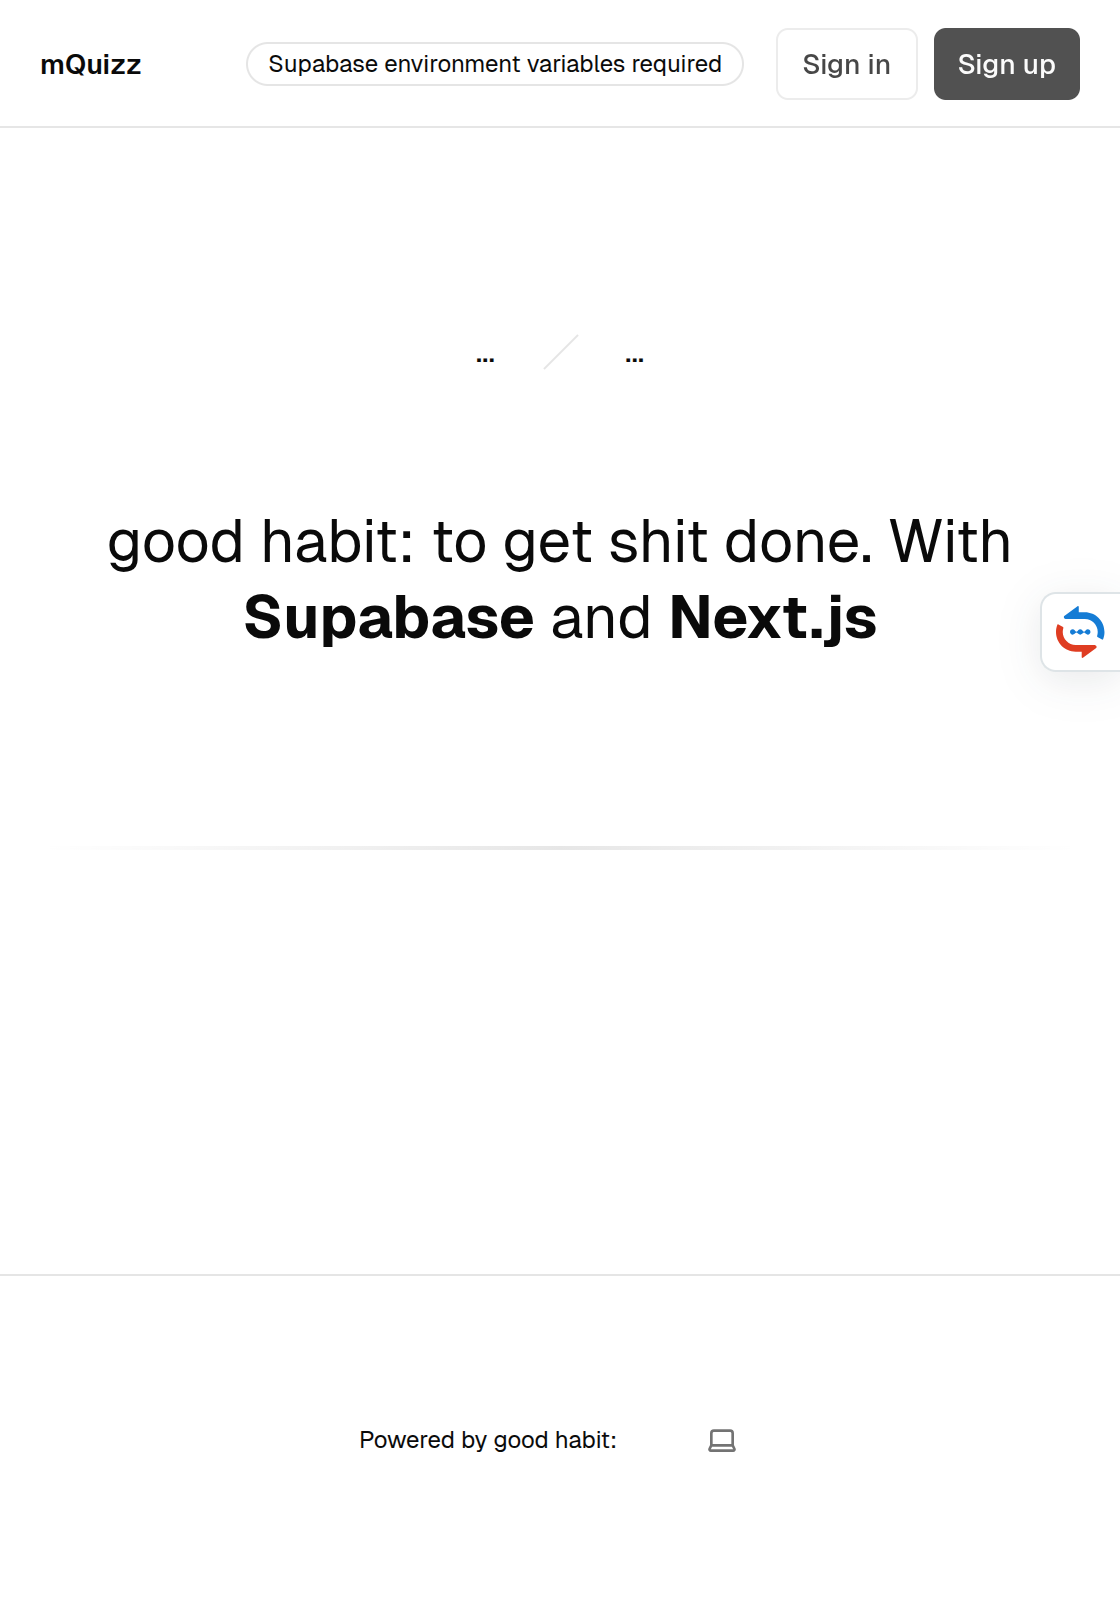 mQuizz
Supabase environment variables required
Sign in
Sign up
... / ...
good habit: to get shit done. With
Supabase and Next.js
Powered by good habit: